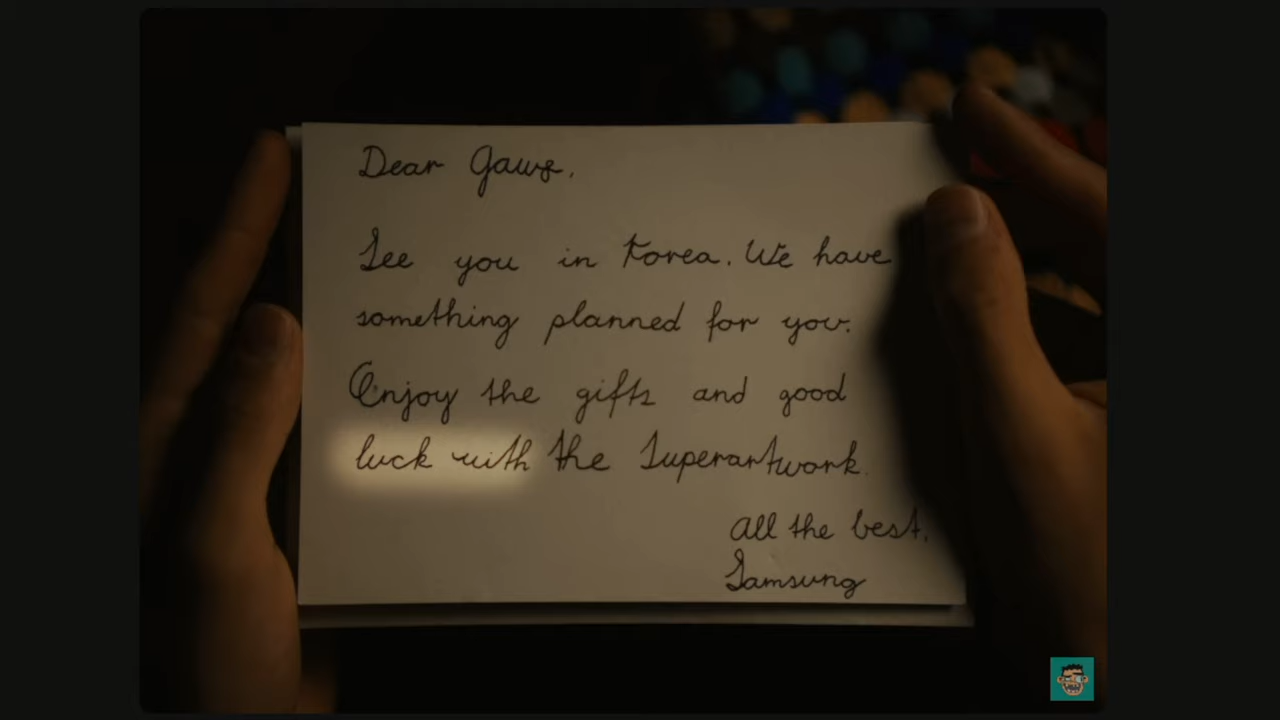 Dear Gawx,
See you in Korea. We have
something planned for you.
Enjoy the gifts and good
luck with the Superartwork.
All the best,
Samsung